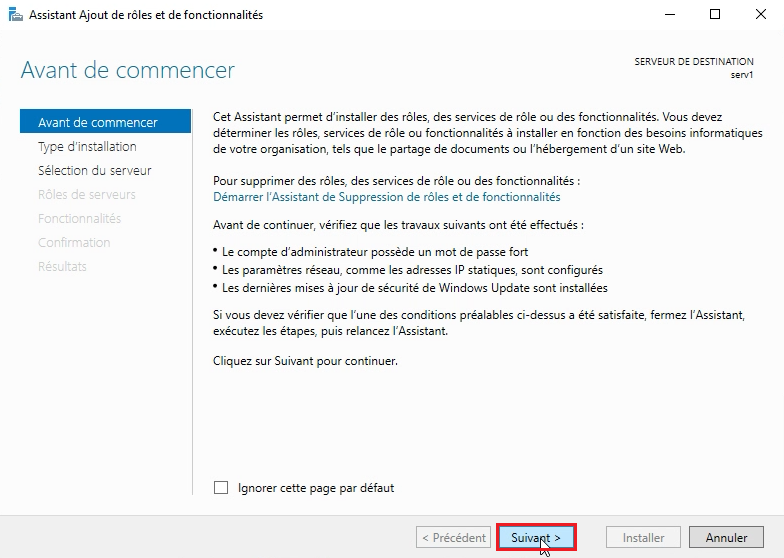 Assistant Ajout de rôles et de fonctionnalités
Avant de commencer
SERVEUR DE DESTINATION
serv1
Avant de commencer
Type d'installation
Sélection du serveur
Rôles de serveurs
Fonctionnalités
Confirmation
Résultats
Cet Assistant permet d'installer des rôles, des services de rôle ou des fonctionnalités. Vous devez
déterminer les rôles, services de rôle ou fonctionnalités à installer en fonction des besoins informatiques
de votre organisation, tels que le partage de documents ou l'hébergement d'un site Web.
Pour supprimer des rôles, des services de rôle ou des fonctionnalités :
Démarrer l'Assistant de Suppression de rôles et de fonctionnalités
Avant de continuer, vérifiez que les travaux suivants ont été effectués :
• Le compte d'administrateur possède un mot de passe fort
• Les paramètres réseau, comme les adresses IP statiques, sont configurés
• Les dernières mises à jour de sécurité de Windows Update sont installées
Si vous devez vérifier que l'une des conditions préalables ci-dessus a été satisfaite, fermez l'Assistant,
exécutez les étapes, puis relancez l'Assistant.
Cliquez sur Suivant pour continuer.
Ignorer cette page par défaut
< Précédent
Suivant >
Installer
Annuler